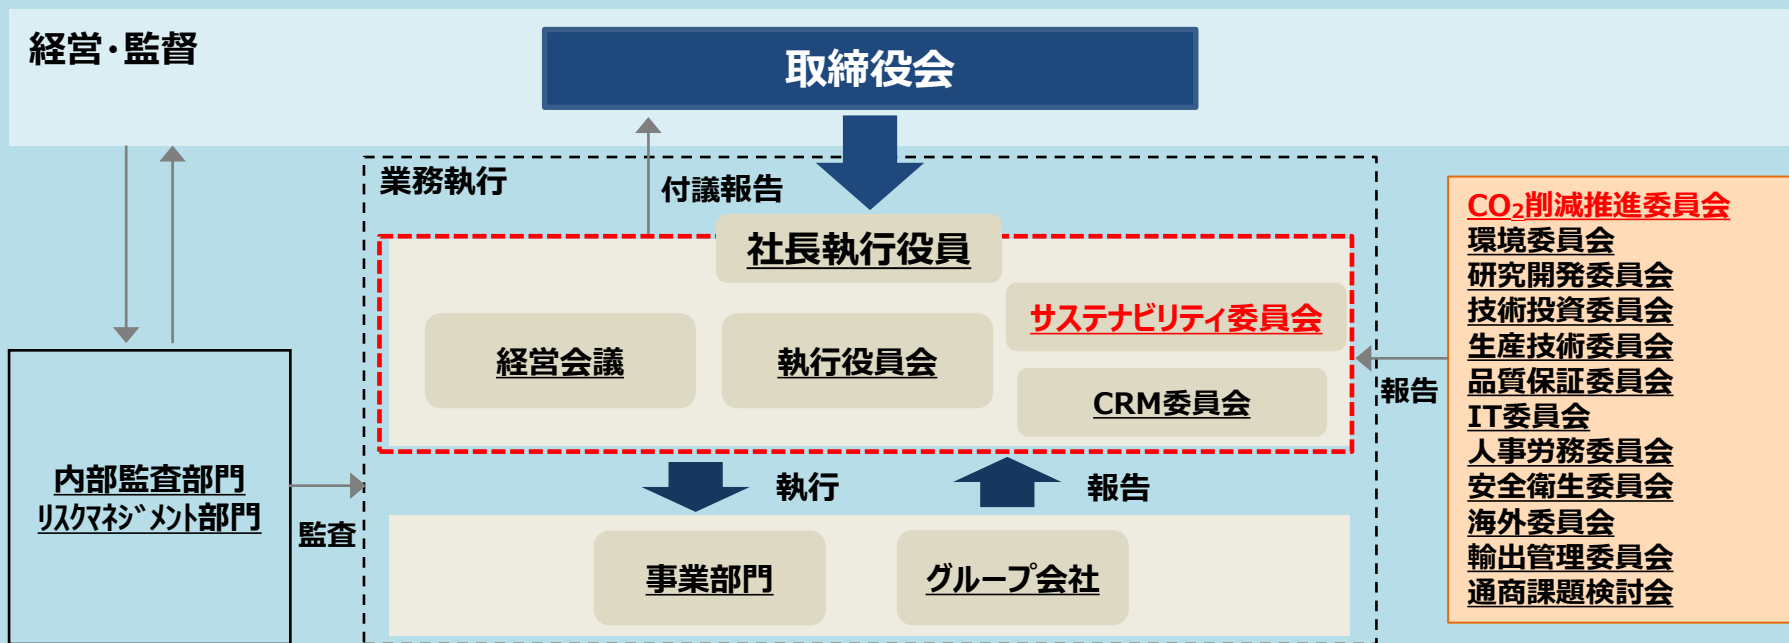 経営・監督
取締役会
業務執行
付議報告
社長執行役員
サステナビリティ委員会
経営会議
執行役員会
CRM委員会
執行
報告
事業部門
グループ会社
内部監査部門
リスクマネジメント部門
監査
報告
CO₂削減推進委員会
環境委員会
研究開発委員会
技術投資委員会
生産技術委員会
品質保証委員会
IT委員会
人事労務委員会
安全衛生委員会
海外委員会
輸出管理委員会
通商課題検討会